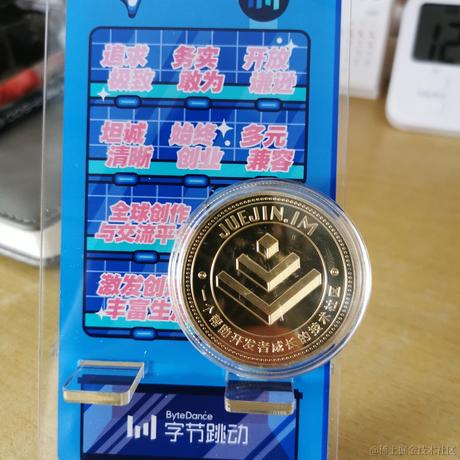 追求 务实 开放
极致 敢为 谦逊
坦诚 始终 多元
清晰 创业 兼容
全球创作
与交流平
激发创
丰富生
JUEJIN.IM
一个帮助开发者成长的技术社区
ByteDance
字节跳动
12
@稀土掘金技术社区